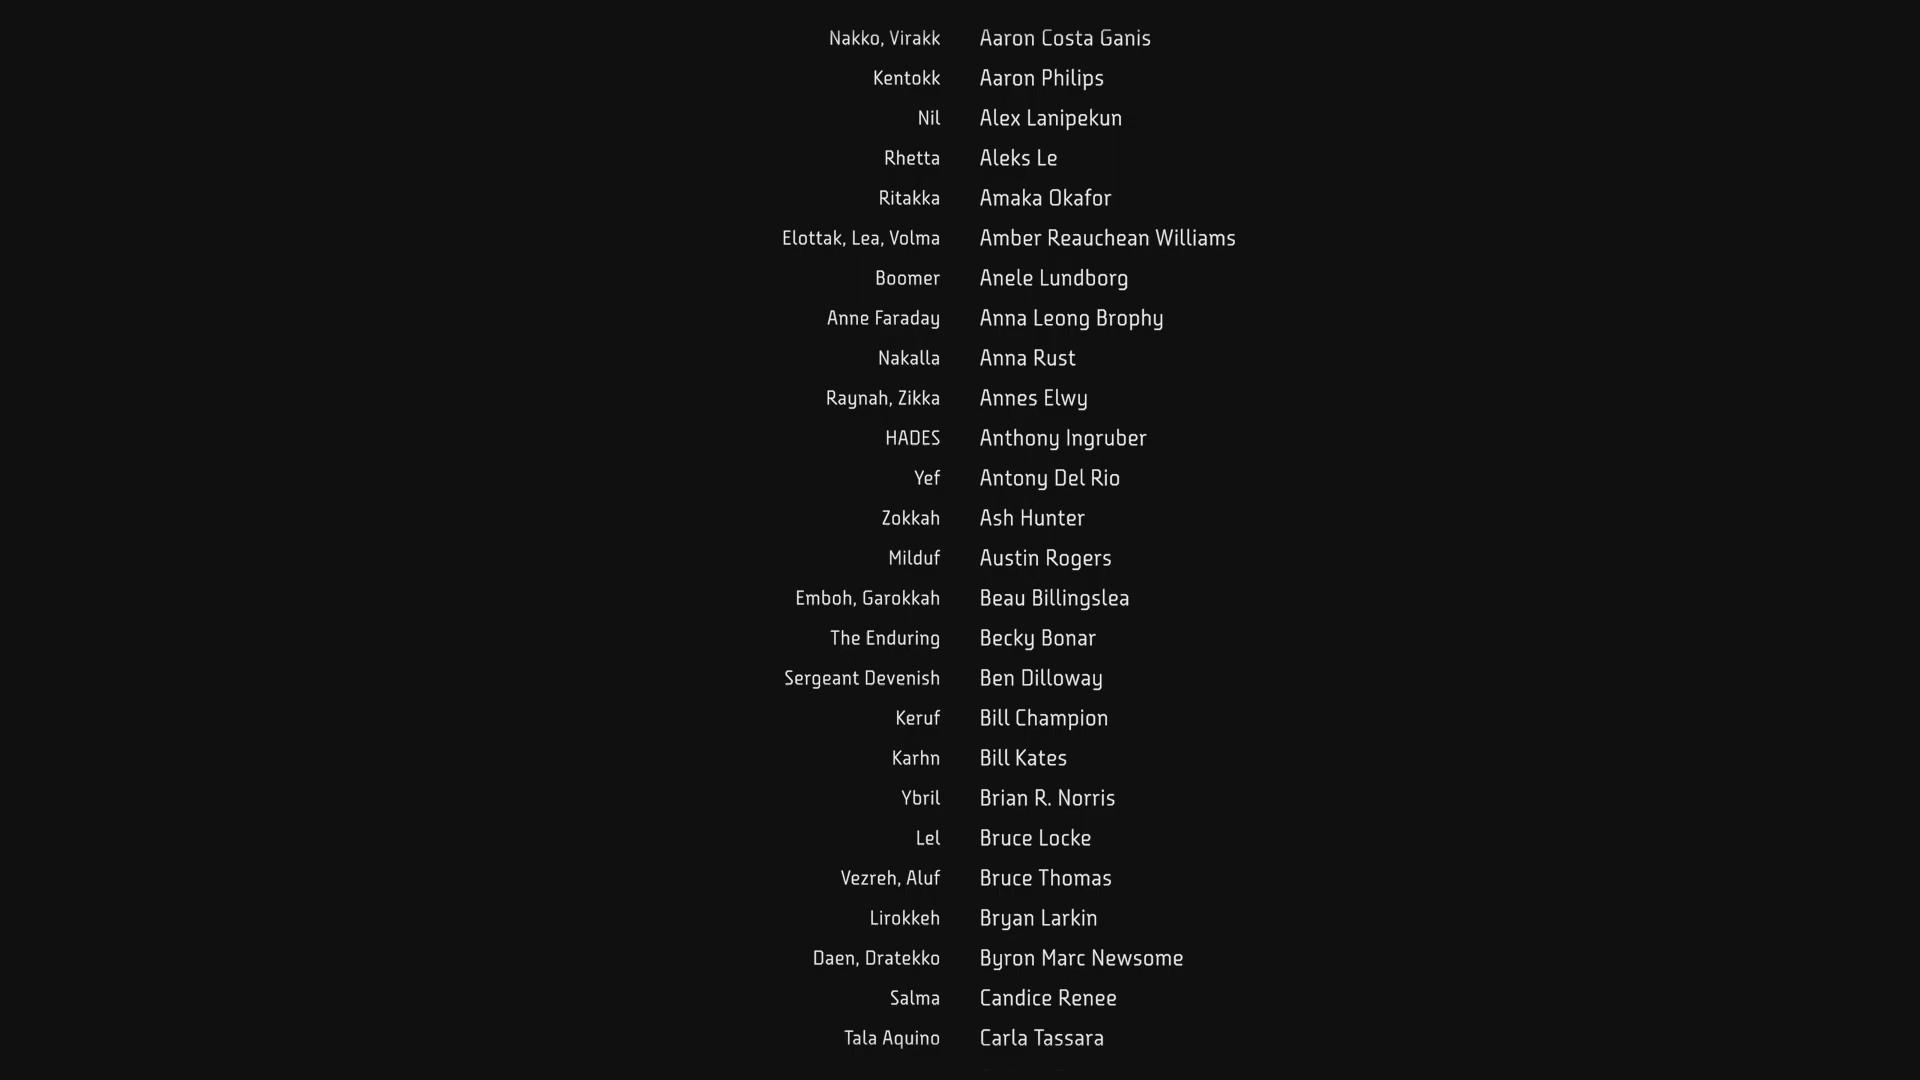 Nakko, Virakk Aaron Costa Ganis
Kentokk Aaron Philips
Nil Alex Lanipekun
Rhetta Aleks Le
Ritakka Amaka Okafor
Elottak, Lea, Volma Amber Reauchean Williams
Boomer Anele Lundborg
Anne Faraday Anna Leong Brophy
Nakalla Anna Rust
Raynah, Zikka Annes Elwy
HADES Anthony Ingruber
Yef Antony Del Rio
Zokkah Ash Hunter
Milduf Austin Rogers
Emboh, Garokkah Beau Billingslea
The Enduring Becky Bonar
Sergeant Devenish Ben Dilloway
Keruf Bill Champion
Karhn Bill Kates
Ybril Brian R. Norris
Lel Bruce Locke
Vezreh, Aluf Bruce Thomas
Lirokkeh Bryan Larkin
Daen, Dratekko Byron Marc Newsome
Salma Candice Renee
Tala Aquino Carla Tassara